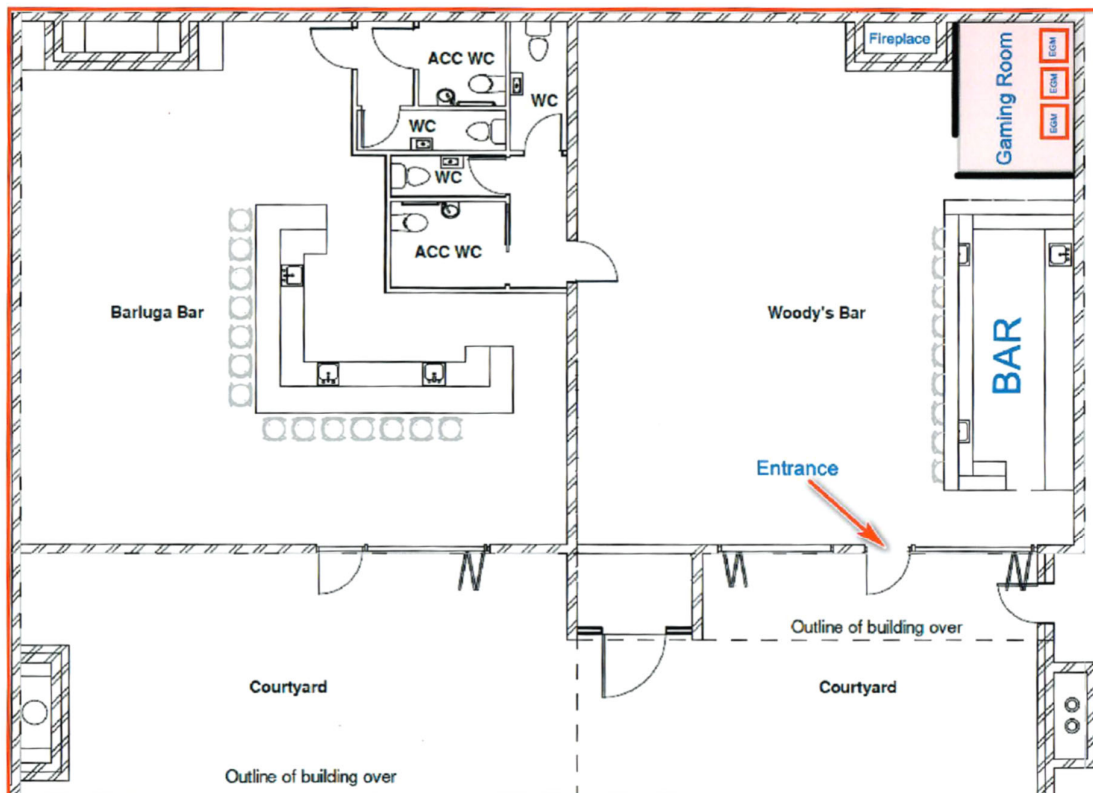 Fireplace
Gaming Room
EGM
EGM
EGM
ACC WC
WC
WC
WC
ACC WC
Barluga Bar
Woody's Bar
BAR
Entrance
Outline of building over
Courtyard
Courtyard
Outline of building over